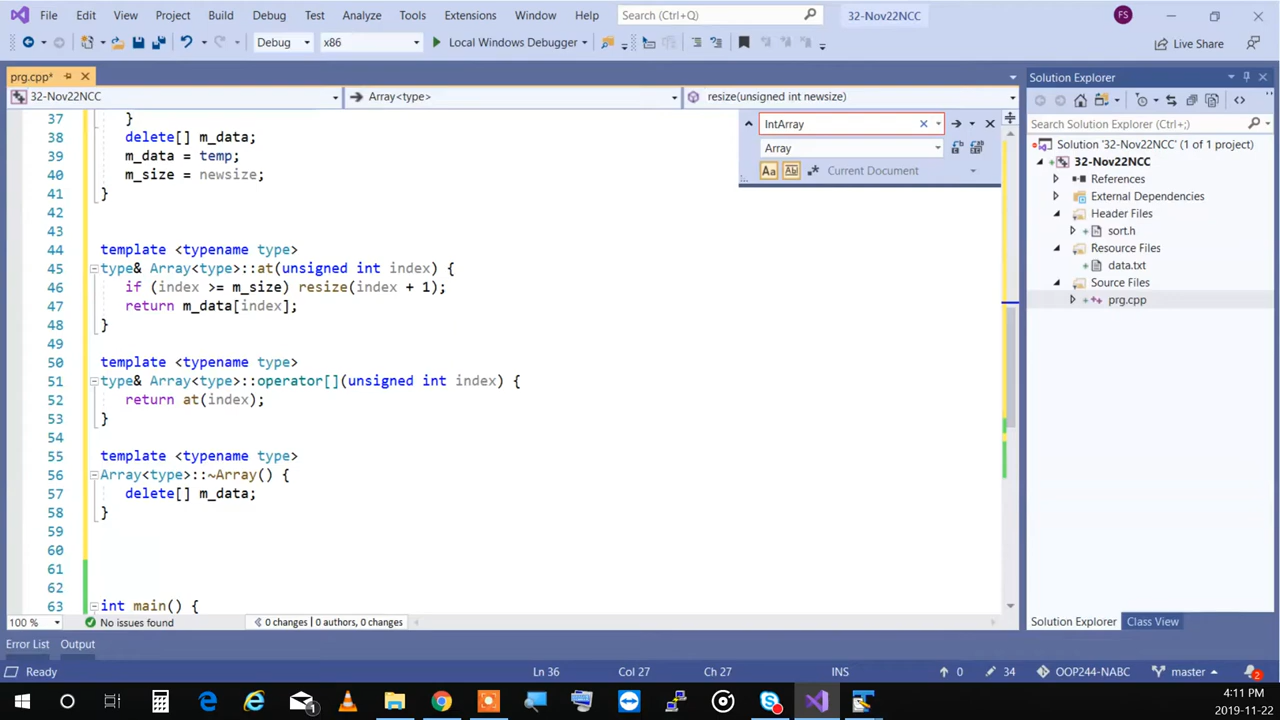 File Edit View Project Build Debug Test Analyze Tools Extensions Window Help Search (Ctrl+Q) 32-Nov22NCC FS
Debug x86 Local Windows Debugger Live Share
prg.cpp*
32-Nov22NCC Array<type> resize(unsigned int newsize)
IntArray
Array
Aa Ab Current Document
37 }
38 delete[] m_data;
39 m_data = temp;
40 m_size = newsize;
41 }
42
43
44 template <typename type>
45 type& Array<type>::at(unsigned int index) {
46 if (index >= m_size) resize(index + 1);
47 return m_data[index];
48 }
49
50 template <typename type>
51 type& Array<type>::operator[](unsigned int index) {
52 return at(index);
53 }
54
55 template <typename type>
56 Array<type>::~Array() {
57 delete[] m_data;
58 }
59
60
61
62
63 int main() {
100 % No issues found 0 changes | 0 authors, 0 changes
Solution Explorer
Search Solution Explorer (Ctrl+;)
Solution '32-Nov22NCC' (1 of 1 project)
32-Nov22NCC
References
External Dependencies
Header Files
sort.h
Resource Files
data.txt
Source Files
prg.cpp
Solution Explorer Class View
Error List Output
Ready Ln 36 Col 27 Ch 27 INS 0 34 OOP244-NABC master 2
1
4:11 PM
2019-11-22